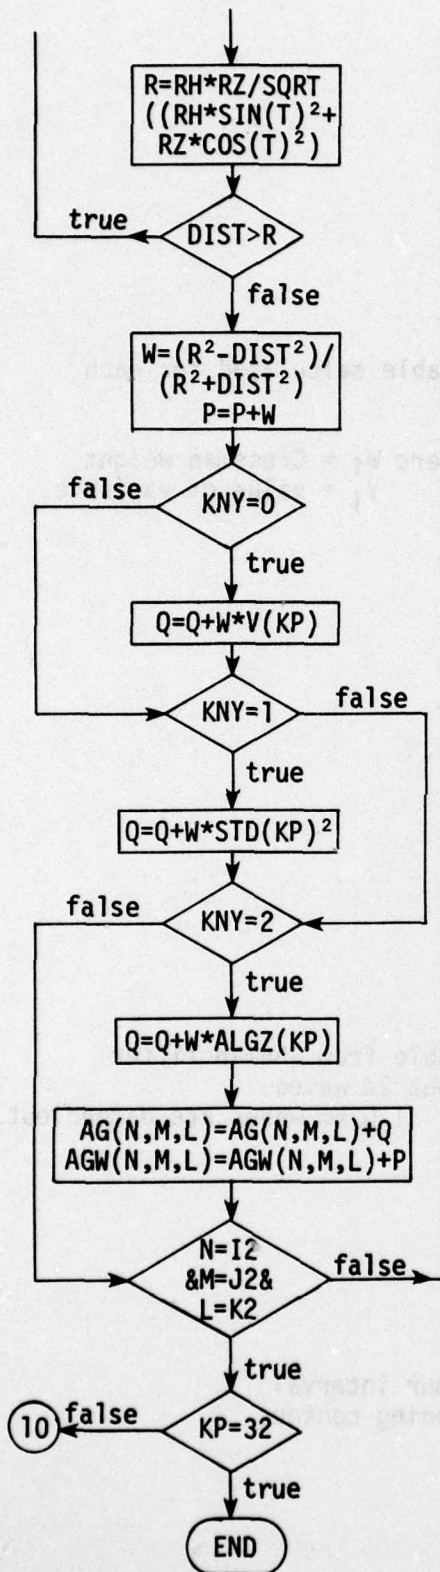 R=RH*RZ/SQRT
((RH*SIN(T)²+
RZ*COS(T)²)
true
DIST>R
false
W=(R²-DIST²)/
(R²+DIST²)
P=P+W
false
KNY=0
true
Q=Q+W*V(KP)
KNY=1
false
true
Q=Q+W*STD(KP)²
false
KNY=2
true
Q=Q+W*ALGZ(KP)
AG(N,M,L)=AG(N,M,L)+Q
AGW(N,M,L)=AGW(N,M,L)+P
N=I2
&M=J2&
L=K2
false
true
10
false
KP=32
true
END